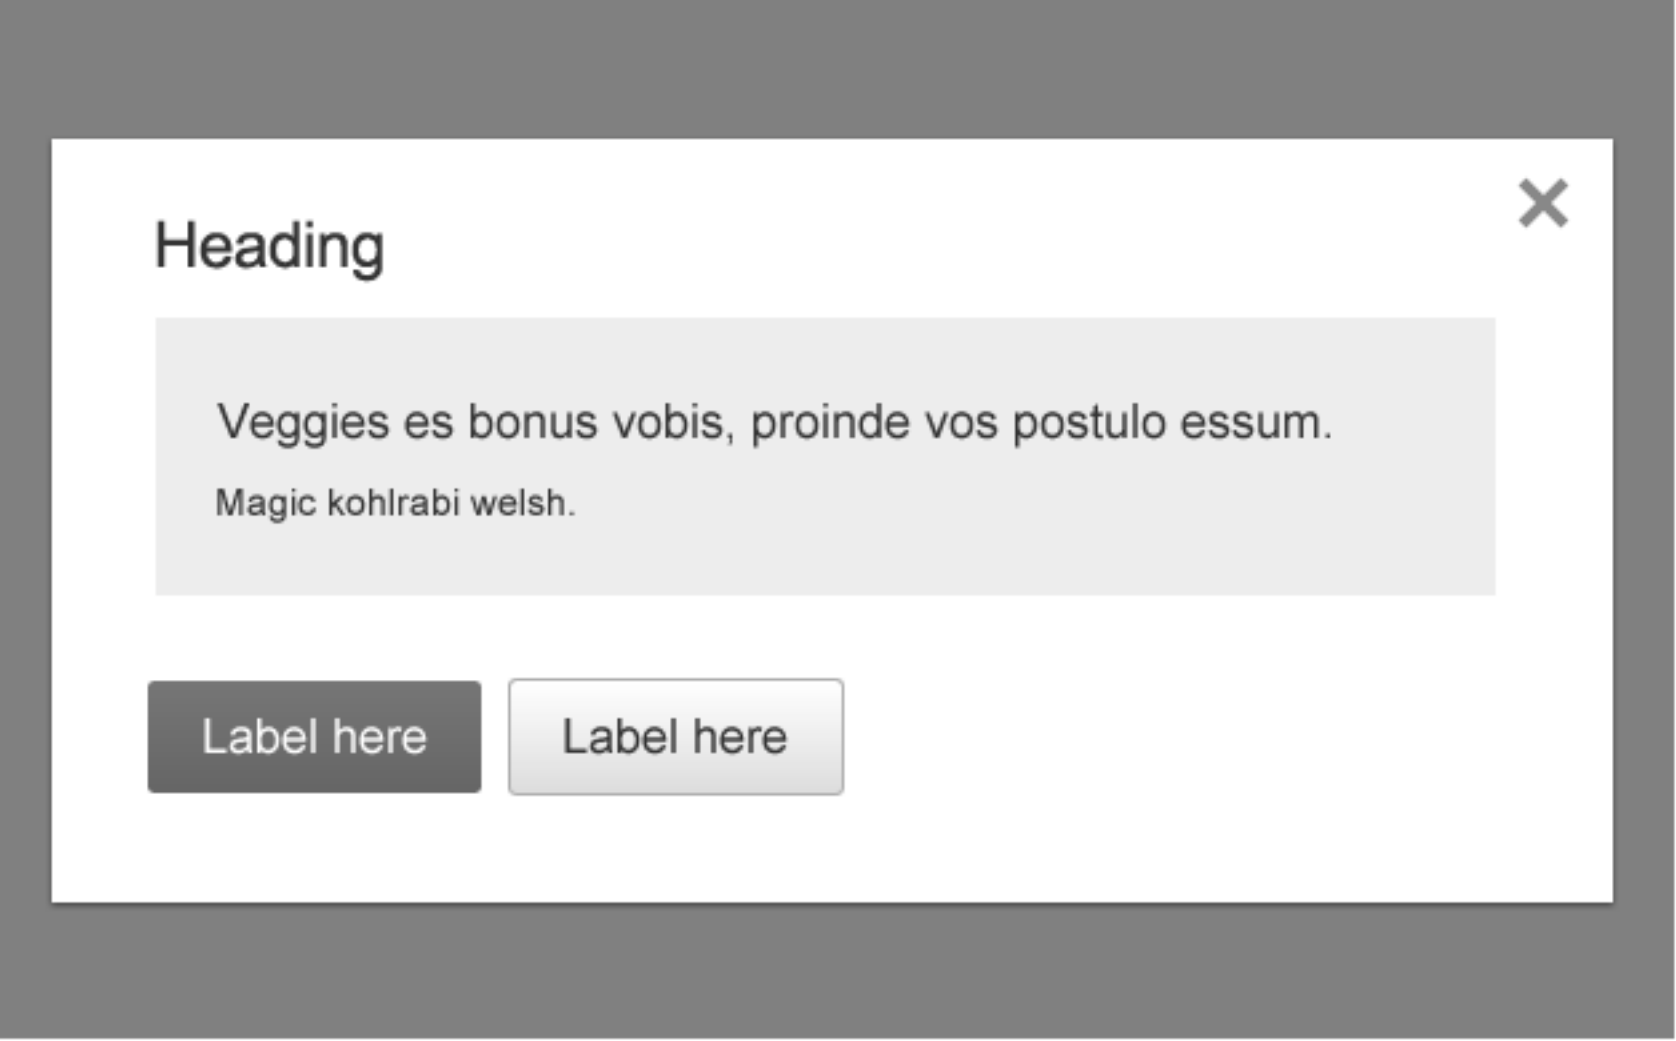 Heading
Veggies es bonus vobis, proinde vos postulo essum.
Magic kohlrabi welsh.
Label here
Label here